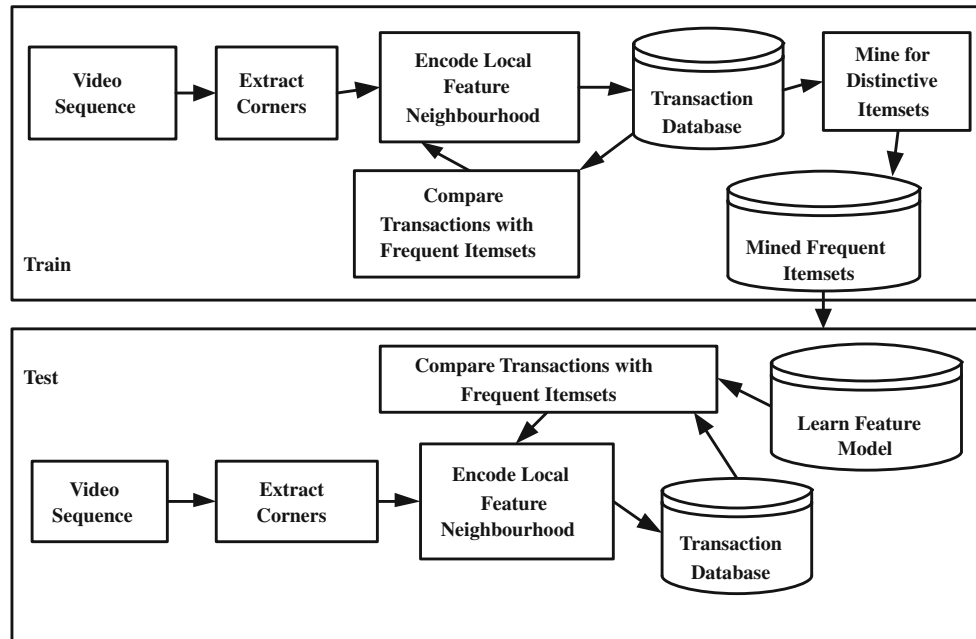 Video
Sequence
Extract
Corners
Encode Local
Feature
Neighbourhood
Transaction
Database
Mine for
Distinctive
Itemsets
Compare
Transactions with
Frequent Itemsets
Mined Frequent
Itemsets
Train
Test
Compare Transactions with
Frequent Itemsets
Learn Feature
Model
Video
Sequence
Extract
Corners
Encode Local
Feature
Neighbourhood
Transaction
Database